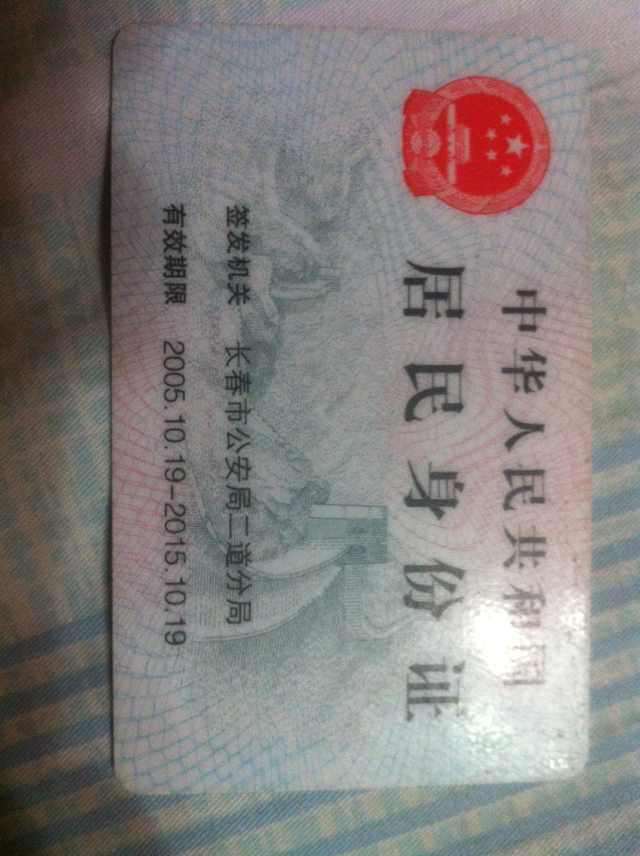 中华人民共和国
居民身份证
签发机关 长春市公安局二道分局
有效期限 2005.10.19-2015.10.19